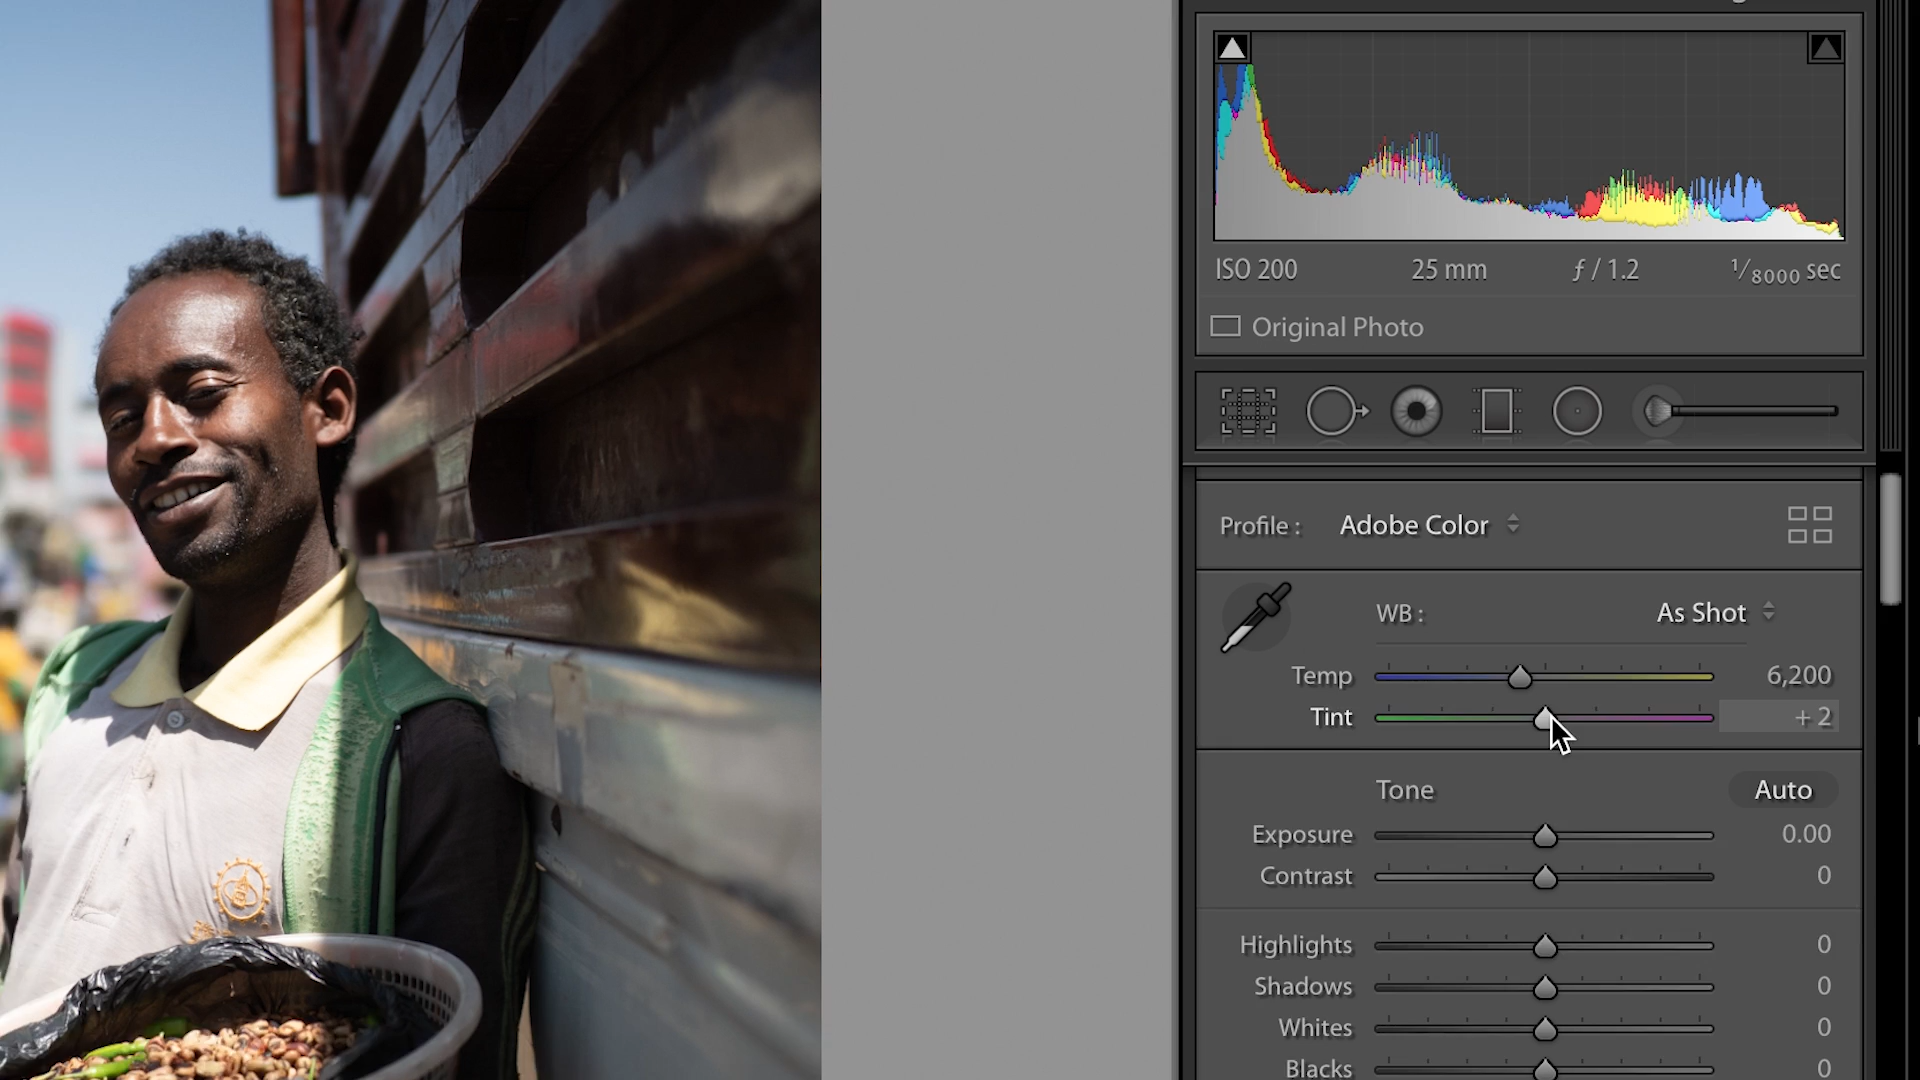 ISO 200 25 mm ƒ / 1.2 1/8000 sec
Original Photo
Profile : Adobe Color
WB : As Shot
Temp 6,200
Tint + 2
Tone Auto
Exposure 0.00
Contrast 0
Highlights 0
Shadows 0
Whites 0
Blacks 0